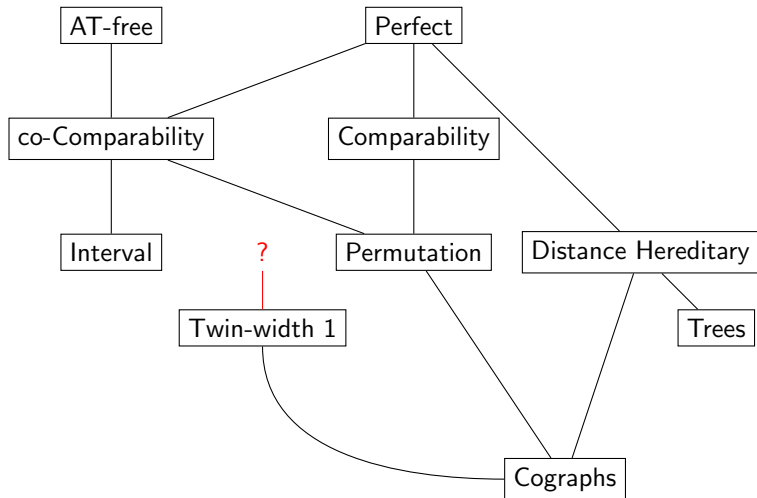 AT-free
Perfect
co-Comparability
Comparability
Interval
?
Permutation
Distance Hereditary
Twin-width 1
Trees
Cographs